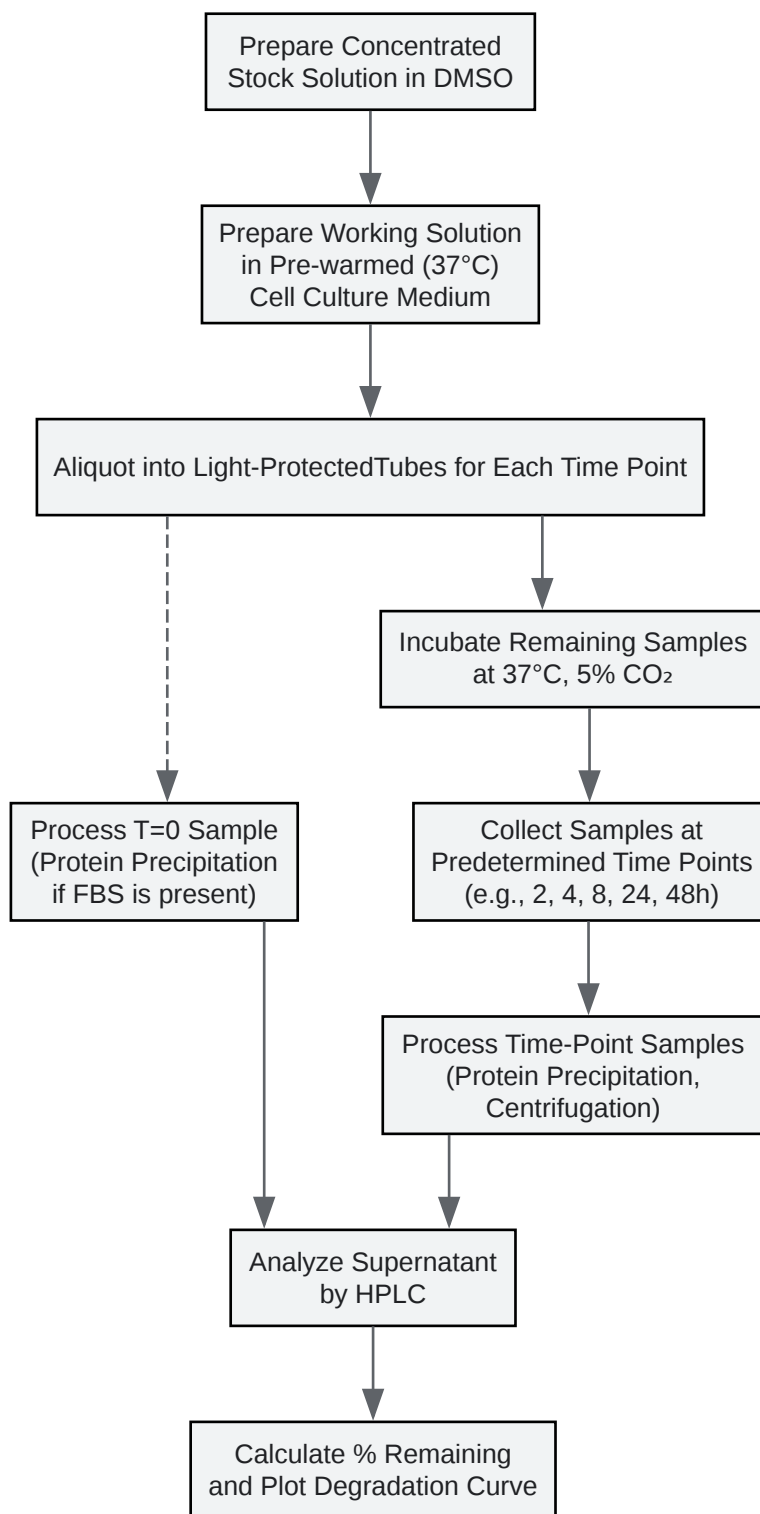 Prepare Concentrated
Stock Solution in DMSO
Prepare Working Solution
in Pre-warmed (37°C)
Cell Culture Medium
Aliquot into Light-ProtectedTubes for Each Time Point
Incubate Remaining Samples
at 37°C, 5% CO₂
Process T=0 Sample
(Protein Precipitation
if FBS is present)
Collect Samples at
Predetermined Time Points
(e.g., 2, 4, 8, 24, 48h)
Process Time-Point Samples
(Protein Precipitation,
Centrifugation)
Analyze Supernatant
by HPLC
Calculate % Remaining
and Plot Degradation Curve